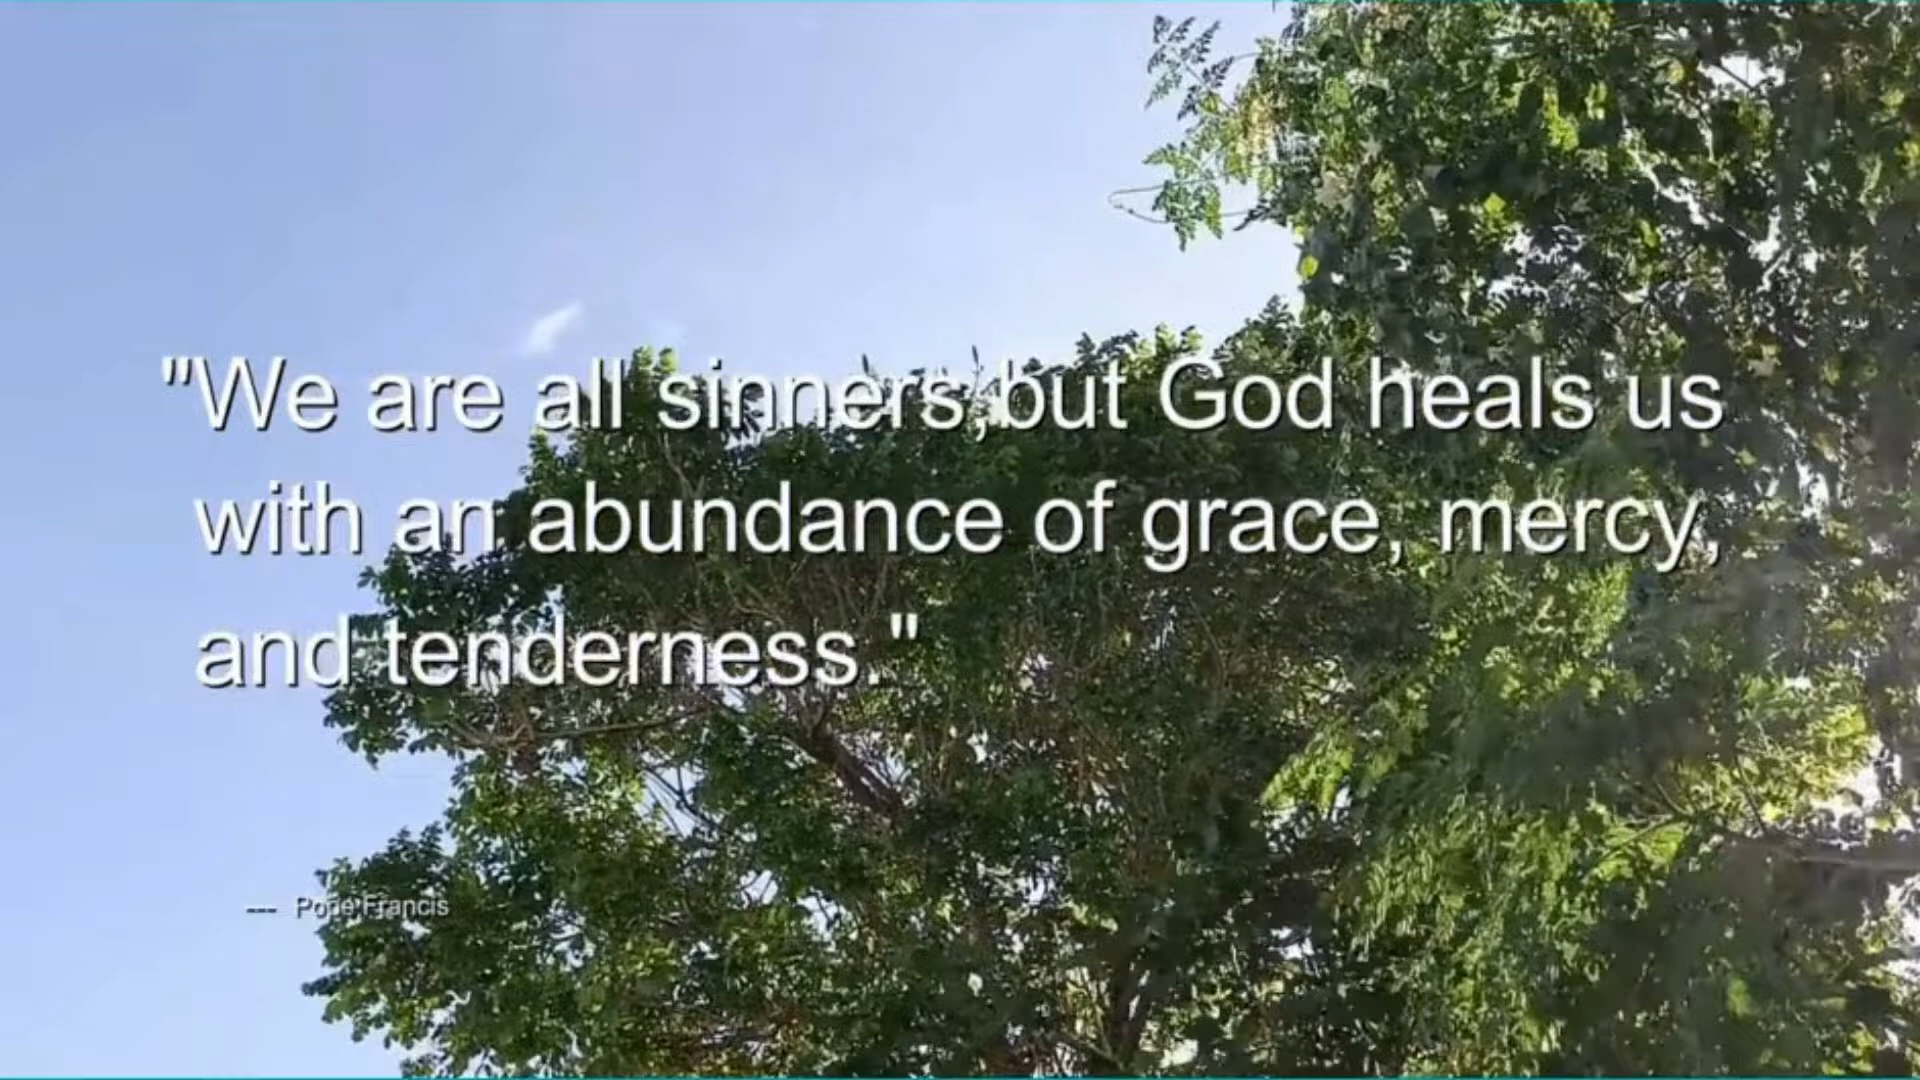 "We are all sinners,but God heals us
with an abundance of grace, mercy,
and tenderness."
--- Pope Francis